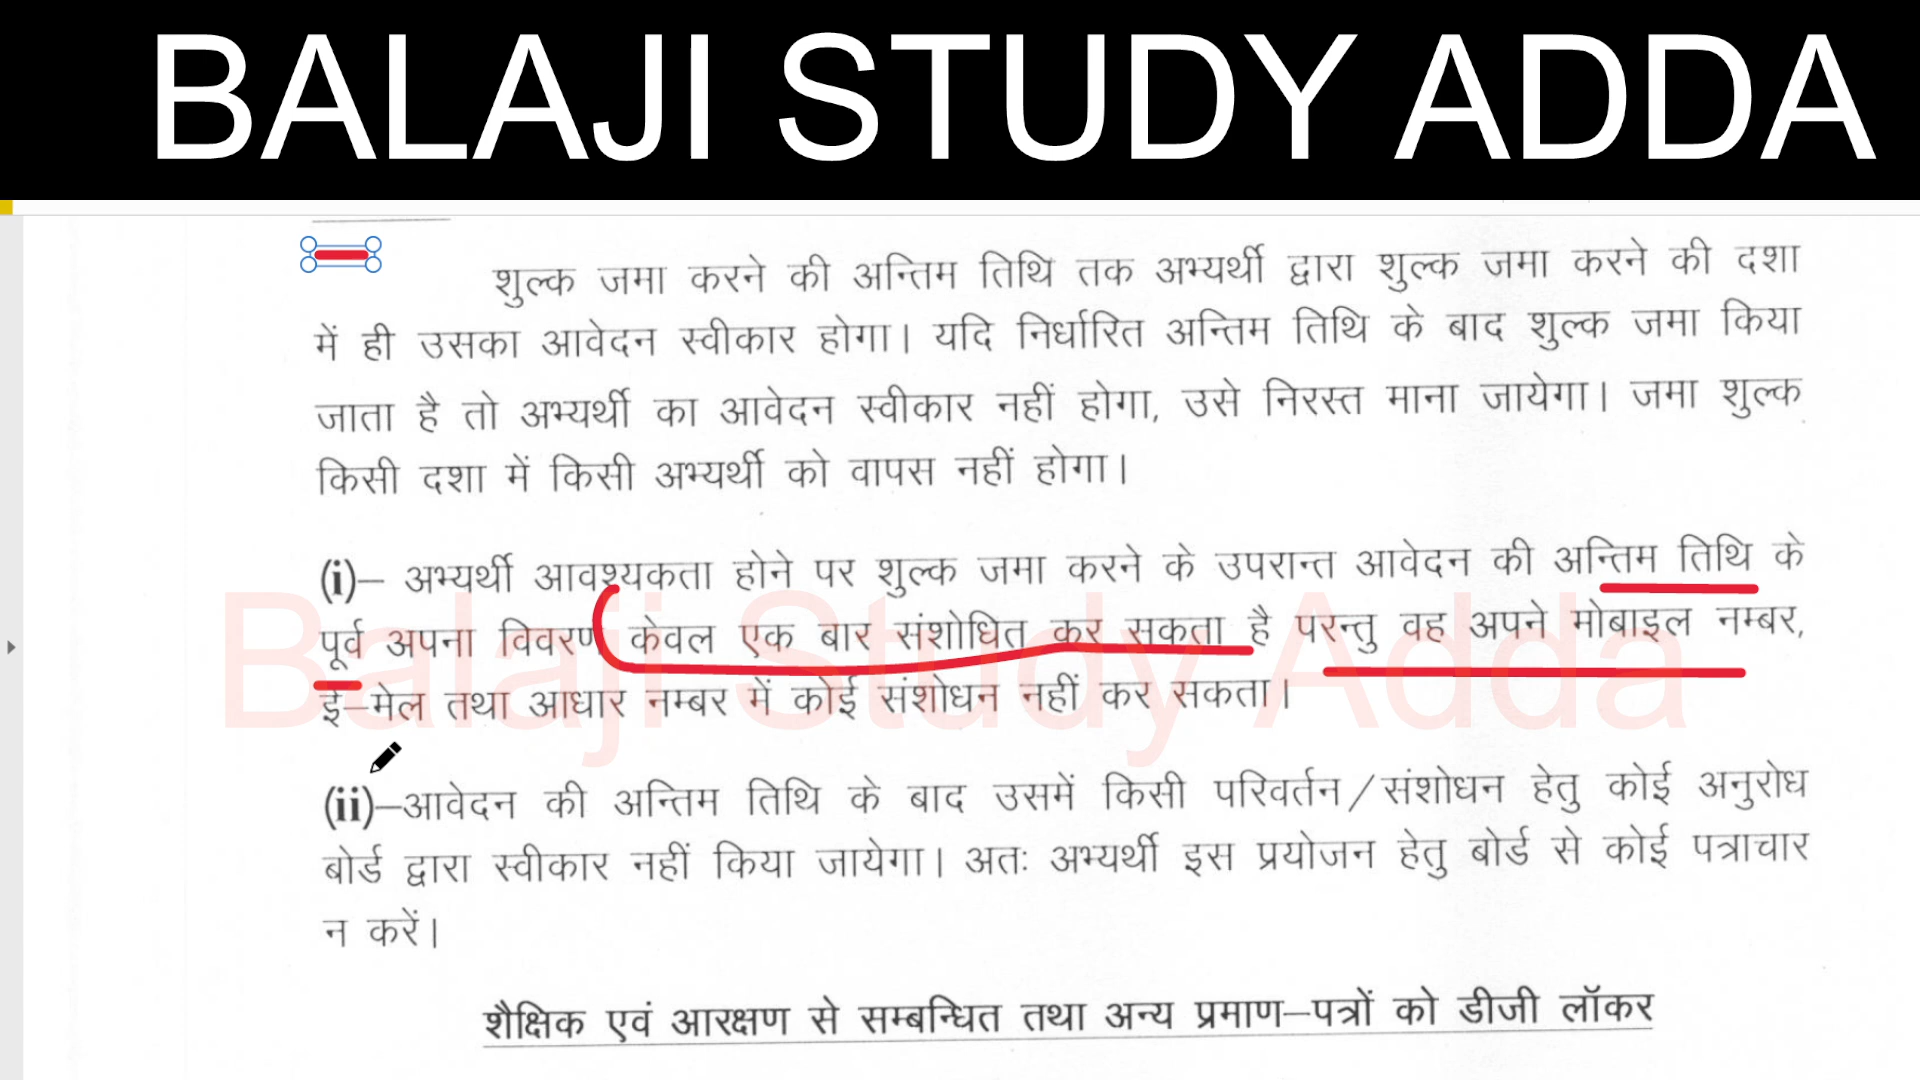 BALAJI STUDY ADDA
शुल्क जमा करने की अन्तिम तिथि तक अभ्यर्थी द्वारा शुल्क जमा करने की दशा
में ही उसका आवेदन स्वीकार होगा। यदि निर्धारित अन्तिम तिथि के बाद शुल्क जमा किया
जाता है तो अभ्यर्थी का आवेदन स्वीकार नहीं होगा, उसे निरस्त माना जायेगा। जमा शुल्क
किसी दशा में किसी अभ्यर्थी को वापस नहीं होगा।
(i)– अभ्यर्थी आवश्यकता होने पर शुल्क जमा करने के उपरान्त आवेदन की अन्तिम तिथि के
पूर्व अपना विवरण केवल एक बार संशोधित कर सकता है परन्तु वह अपने मोबाइल नम्बर,
ई–मेल तथा आधार नम्बर में कोई संशोधन नहीं कर सकता।
Balaji Study Adda
(ii)–आवेदन की अन्तिम तिथि के बाद उसमें किसी परिवर्तन/संशोधन हेतु कोई अनुरोध
बोर्ड द्वारा स्वीकार नहीं किया जायेगा। अतः अभ्यर्थी इस प्रयोजन हेतु बोर्ड से कोई पत्राचार
न करें।
शैक्षिक एवं आरक्षण से सम्बन्धित तथा अन्य प्रमाण–पत्रों को डीजी लॉकर